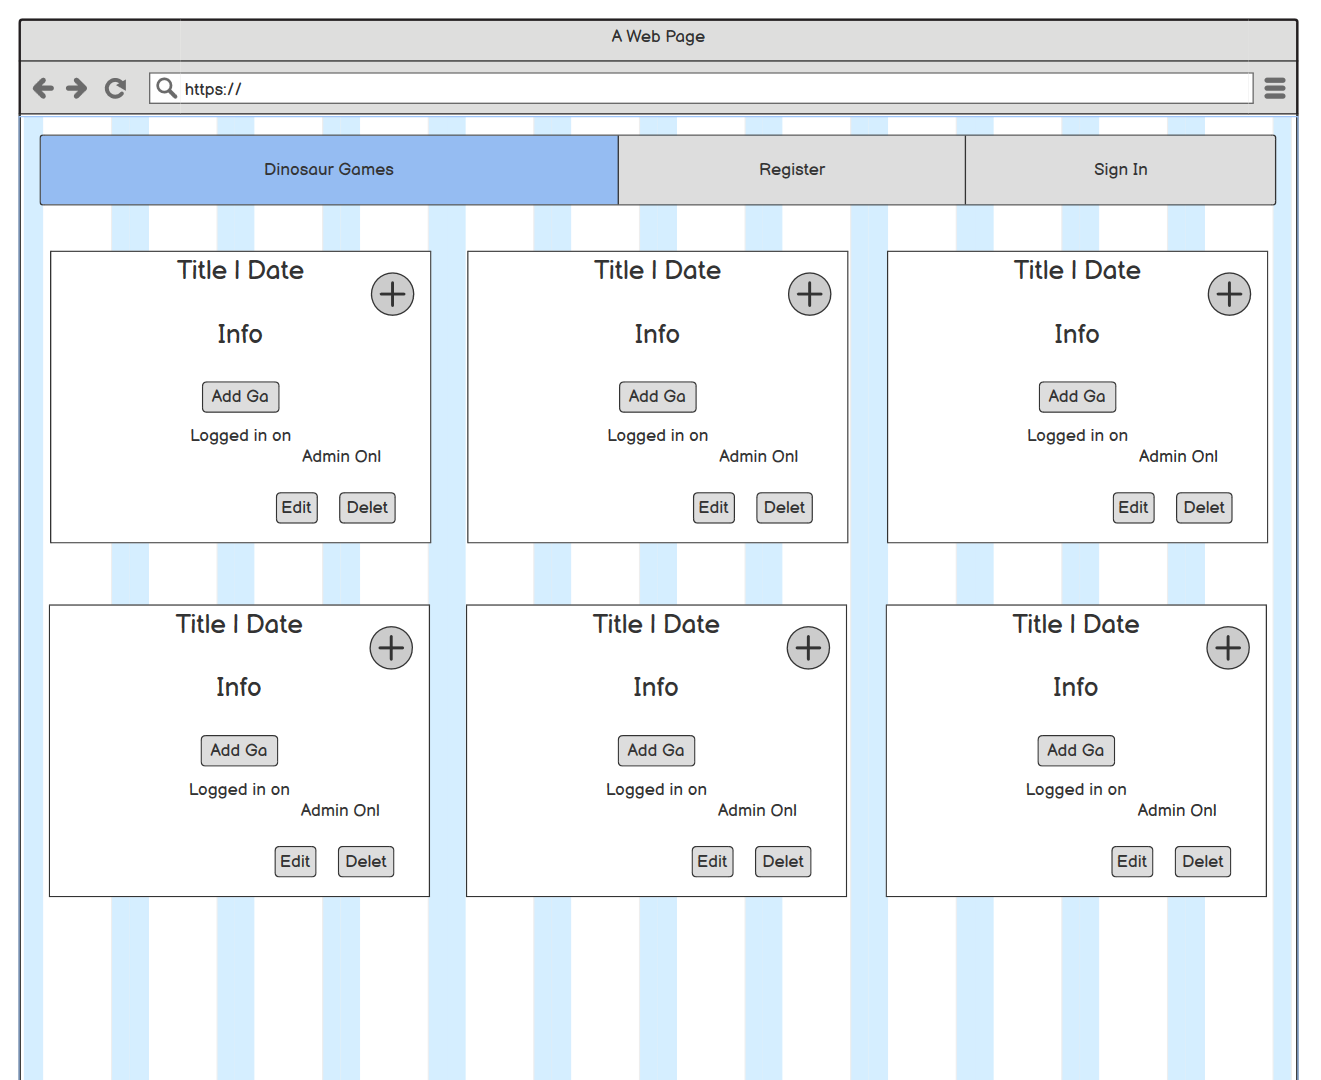 A Web Page
https://
Dinosaur Games
Register
Sign In
Title | Date
Info
Add Ga
Logged in on
Admin Onl
Edit
Delet
Title | Date
Info
Add Ga
Logged in on
Admin Onl
Edit
Delet
Title | Date
Info
Add Ga
Logged in on
Admin Onl
Edit
Delet
Title | Date
Info
Add Ga
Logged in on
Admin Onl
Edit
Delet
Title | Date
Info
Add Ga
Logged in on
Admin Onl
Edit
Delet
Title | Date
Info
Add Ga
Logged in on
Admin Onl
Edit
Delet